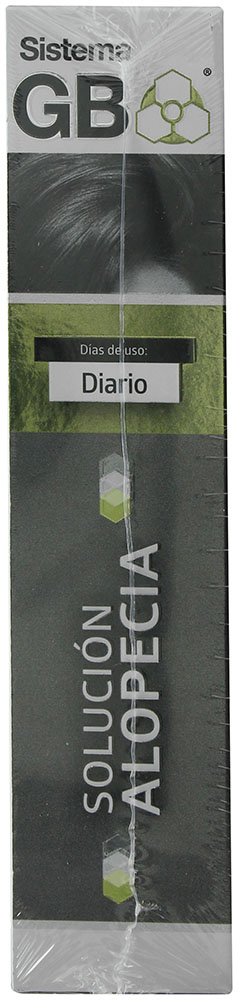 Sistema
GB
®
Días de uso:
Diario
SOLUCIÓN
ALOPECIA